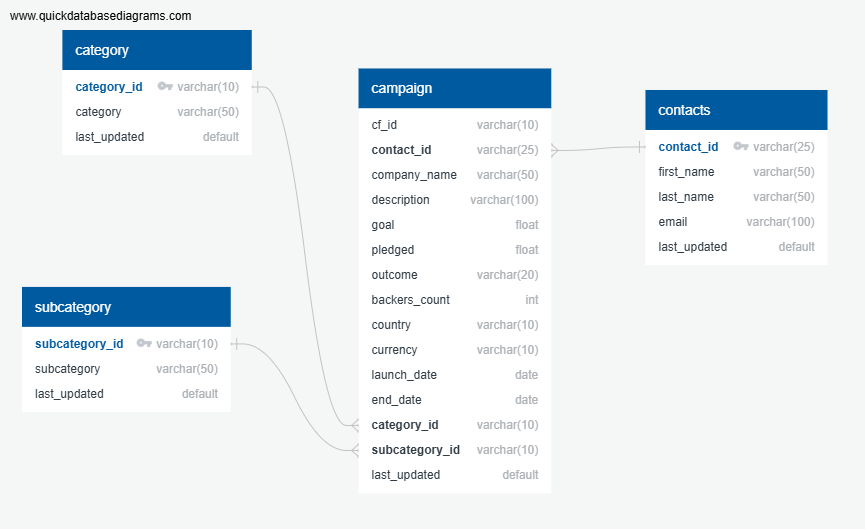 www.quickdatabasediagrams.com
category
category_id varchar(10)
category varchar(50)
last_updated default
subcategory
subcategory_id varchar(10)
subcategory varchar(50)
last_updated default
campaign
cf_id varchar(10)
contact_id varchar(25)
company_name varchar(50)
description varchar(100)
goal float
pledged float
outcome varchar(20)
backers_count int
country varchar(10)
currency varchar(10)
launch_date date
end_date date
category_id varchar(10)
subcategory_id varchar(10)
last_updated default
contacts
contact_id varchar(25)
first_name varchar(50)
last_name varchar(50)
email varchar(100)
last_updated default